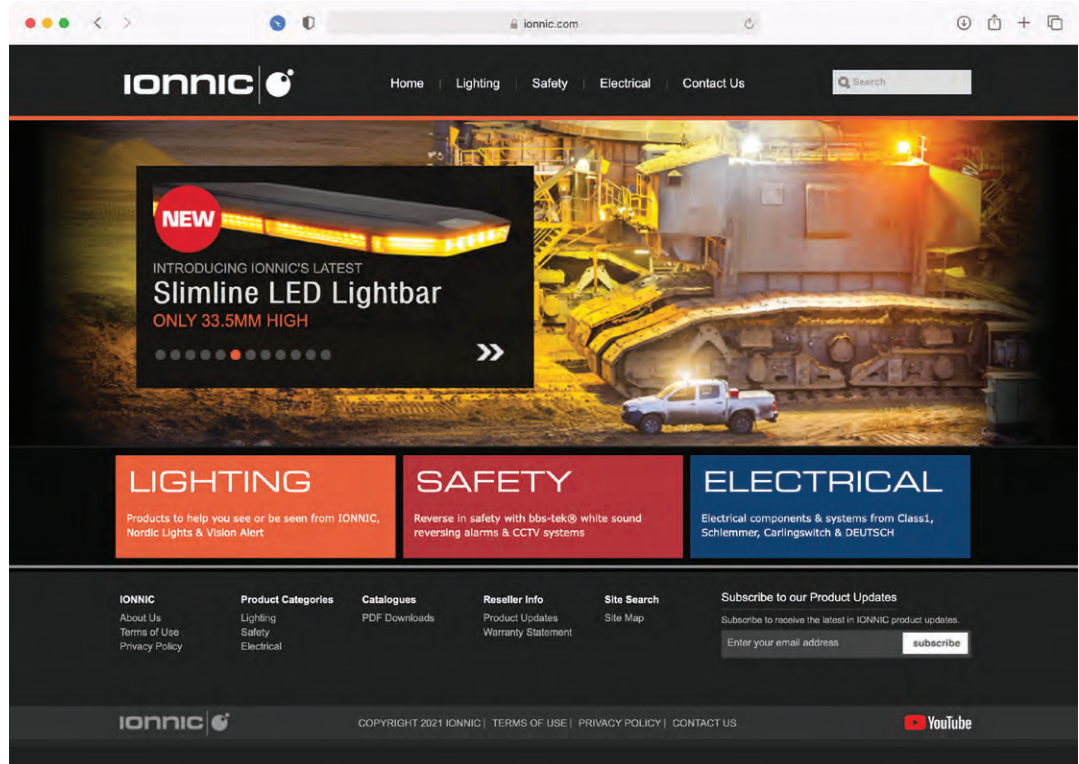 ionnic.com
IONNIC
Home | Lighting | Safety | Electrical | Contact Us
Search
NEW
INTRODUCING IONNIC'S LATEST
Slimline LED Lightbar
ONLY 33.5MM HIGH
LIGHTING
Products to help you see or be seen from IONNIC,
Nordic Lights & Vision Alert
SAFETY
Reverse in safety with bbs-tek® white sound
reversing alarms & CCTV systems
ELECTRICAL
Electrical components & systems from Class1,
Schlemmer, Carlingswitch & DEUTSCH
IONNIC
About Us
Terms of Use
Privacy Policy
Product Categories
Lighting
Safety
Electrical
Catalogues
PDF Downloads
Reseller Info
Product Updates
Warranty Statement
Site Search
Site Map
Subscribe to our Product Updates
Subscribe to receive the latest in IONNIC product updates.
Enter your email address
subscribe
IONNIC
COPYRIGHT 2021 IONNIC | TERMS OF USE | PRIVACY POLICY | CONTACT US
YouTube